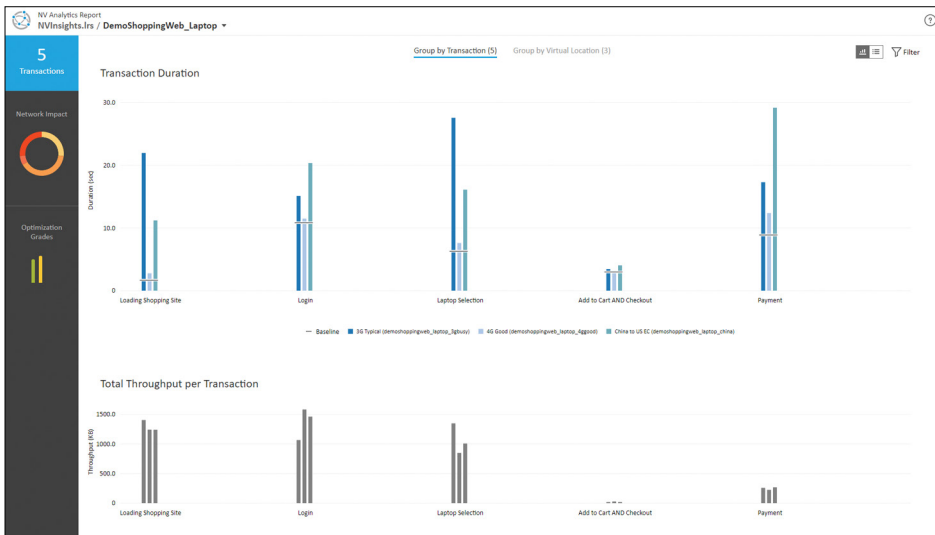 NV Analytics Report
NVInsights.lrs / DemoShoppingWeb_Laptop
?
5
Transactions
Network Impact
Optimization
Grades
Group by Transaction (5)
Group by Virtual Location (3)
Filter
Transaction Duration
30.0
20.0
10.0
0
Duration (sec)
Loading Shopping Site
Login
Laptop Selection
Add to Cart AND Checkout
Payment
Baseline
3G Typical (demoshoppingweb_laptop_3gbusy)
4G Good (demoshoppingweb_laptop_4ggood)
China to US EC (demoshoppingweb_laptop_china)
Total Throughput per Transaction
1500.0
1000.0
500.0
0
Throughput (KB)
Loading Shopping Site
Login
Laptop Selection
Add to Cart AND Checkout
Payment